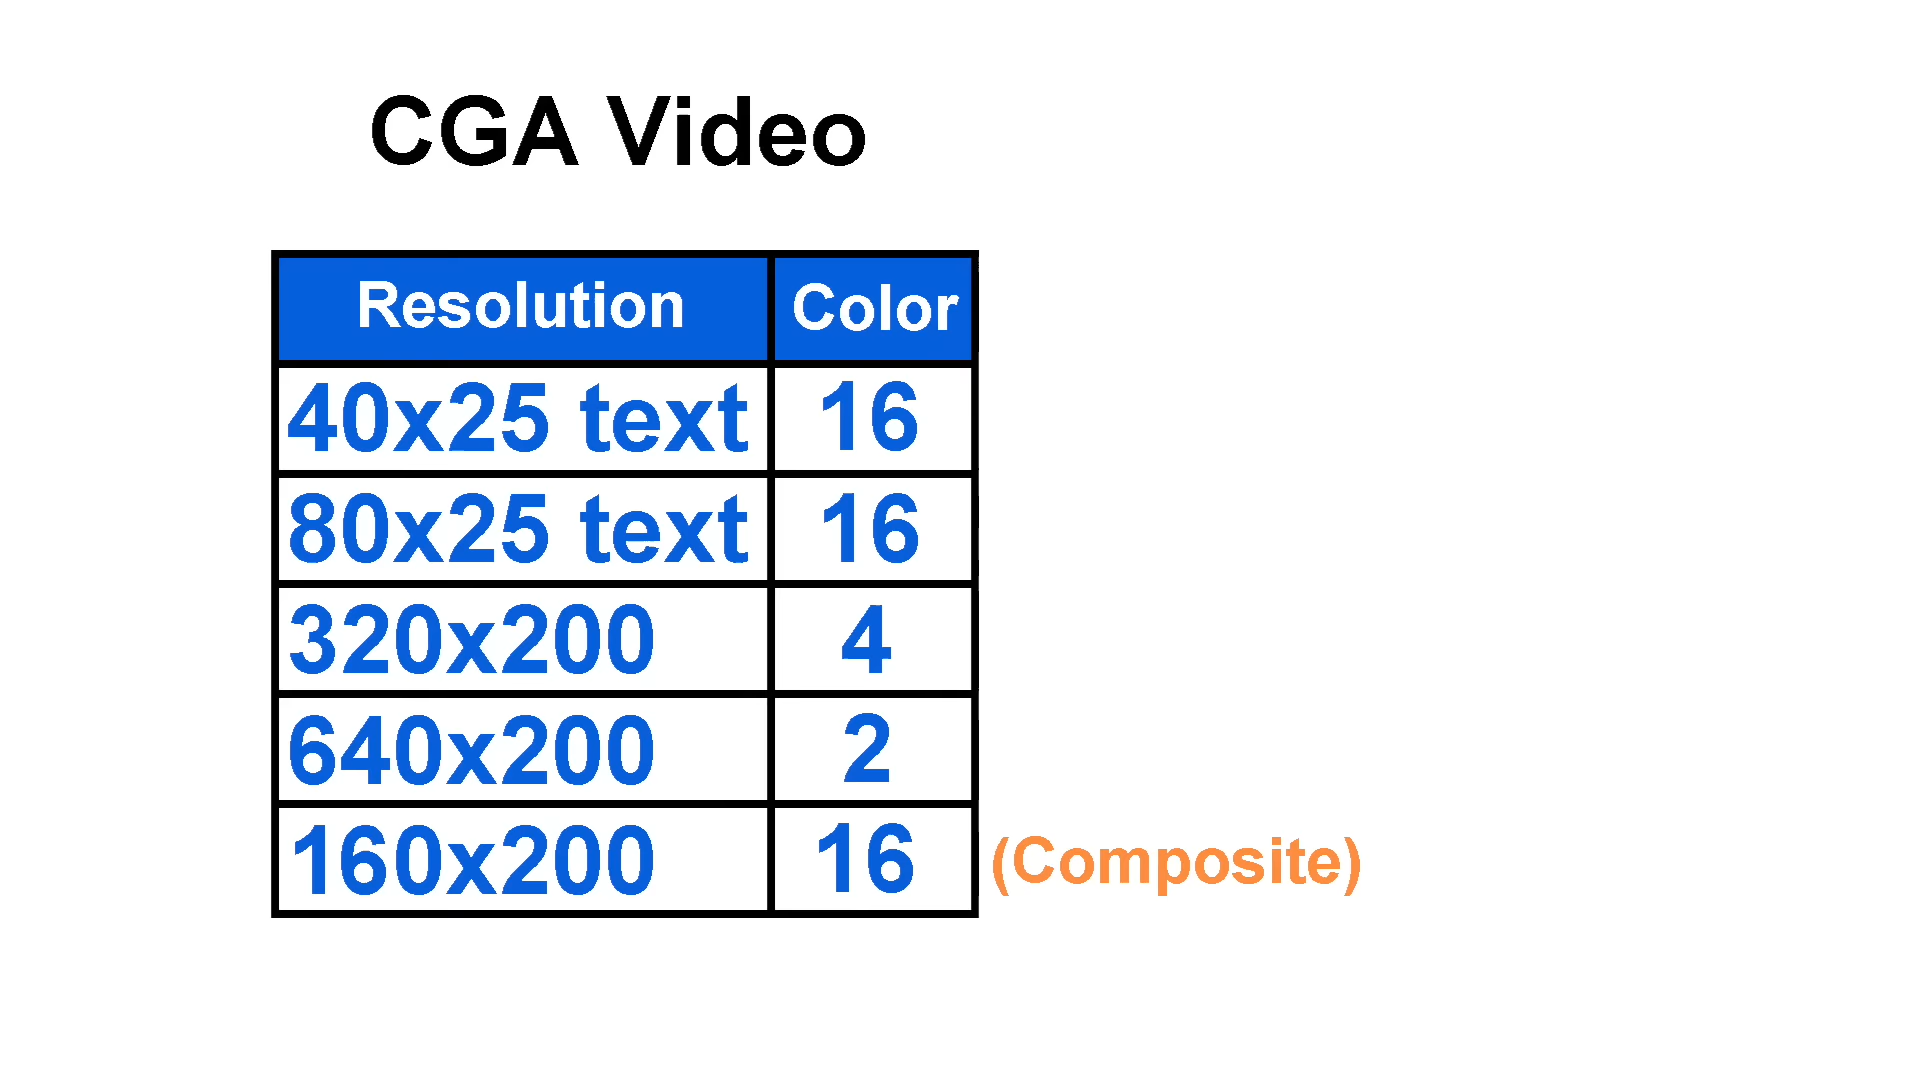 CGA Video
Resolution Color
40x25 text 16
80x25 text 16
320x200 4
640x200 2
160x200 16 (Composite)